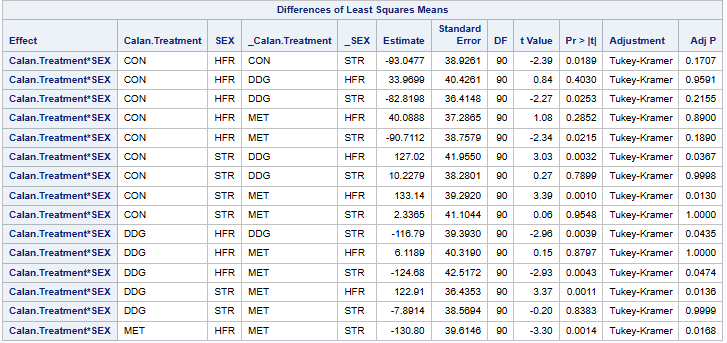 Differences of Least Squares Means
Effect Calan.Treatment SEX _Calan.Treatment _SEX Estimate Standard Error DF t Value Pr > |t| Adjustment Adj P
Calan.Treatment*SEX CON HFR CON STR -93.0477 38.9261 90 -2.39 0.0189 Tukey-Kramer 0.1707
Calan.Treatment*SEX CON HFR DDG HFR 33.9699 40.4261 90 0.84 0.4030 Tukey-Kramer 0.9591
Calan.Treatment*SEX CON HFR DDG STR -82.8198 36.4148 90 -2.27 0.0253 Tukey-Kramer 0.2155
Calan.Treatment*SEX CON HFR MET HFR 40.0888 37.2865 90 1.08 0.2852 Tukey-Kramer 0.8900
Calan.Treatment*SEX CON HFR MET STR -90.7112 38.7579 90 -2.34 0.0215 Tukey-Kramer 0.1890
Calan.Treatment*SEX CON STR DDG HFR 127.02 41.9550 90 3.03 0.0032 Tukey-Kramer 0.0367
Calan.Treatment*SEX CON STR DDG STR 10.2279 38.2801 90 0.27 0.7899 Tukey-Kramer 0.9998
Calan.Treatment*SEX CON STR MET HFR 133.14 39.2920 90 3.39 0.0010 Tukey-Kramer 0.0130
Calan.Treatment*SEX CON STR MET STR 2.3365 41.1044 90 0.06 0.9548 Tukey-Kramer 1.0000
Calan.Treatment*SEX DDG HFR DDG STR -116.79 39.3930 90 -2.96 0.0039 Tukey-Kramer 0.0435
Calan.Treatment*SEX DDG HFR MET HFR 6.1189 40.3190 90 0.15 0.8797 Tukey-Kramer 1.0000
Calan.Treatment*SEX DDG HFR MET STR -124.68 42.5172 90 -2.93 0.0043 Tukey-Kramer 0.0474
Calan.Treatment*SEX DDG STR MET HFR 122.91 36.4353 90 3.37 0.0011 Tukey-Kramer 0.0136
Calan.Treatment*SEX DDG STR MET STR -7.8914 38.5694 90 -0.20 0.8383 Tukey-Kramer 0.9999
Calan.Treatment*SEX MET HFR MET STR -130.80 39.6146 90 -3.30 0.0014 Tukey-Kramer 0.0168